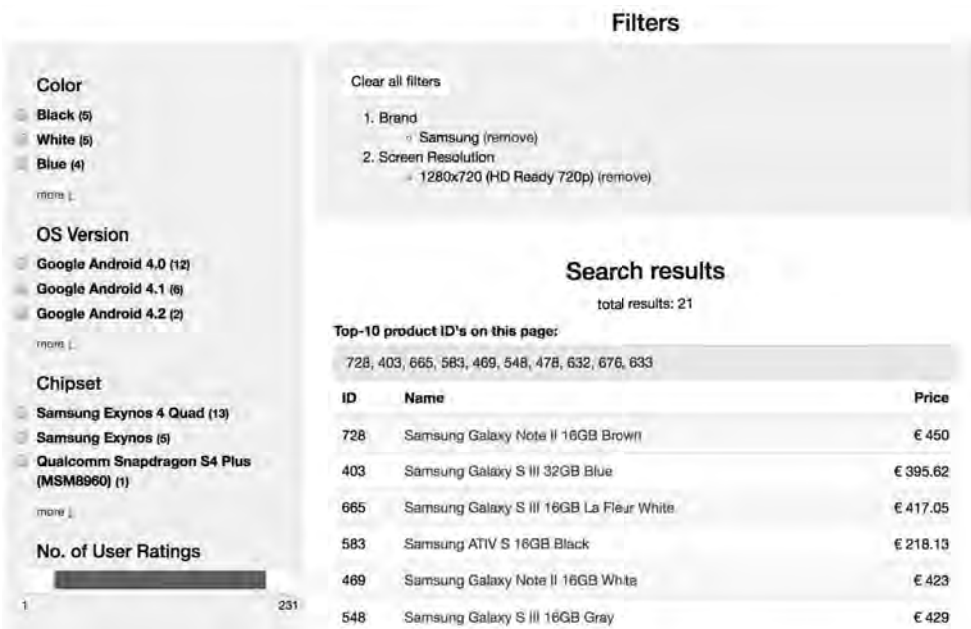 Filters
Color
Black (5)
White (5)
Blue (4)
more ↓
OS Version
Google Android 4.0 (12)
Google Android 4.1 (6)
Google Android 4.2 (2)
more ↓
Chipset
Samsung Exynos 4 Quad (13)
Samsung Exynos (5)
Qualcomm Snapdragon S4 Plus
(MSM8960) (1)
more ↓
No. of User Ratings
1 231
Clear all filters
1. Brand
Samsung (remove)
2. Screen Resolution
1280x720 (HD Ready 720p) (remove)
Search results
total results: 21
Top-10 product ID's on this page:
728, 403, 665, 583, 469, 548, 478, 632, 676, 633
ID Name Price
728 Samsung Galaxy Note II 16GB Brown € 450
403 Samsung Galaxy S III 32GB Blue € 395.62
665 Samsung Galaxy S III 16GB La Fleur White € 417.05
583 Samsung ATIV S 16GB Black € 218.13
469 Samsung Galaxy Note II 16GB White € 423
548 Samsung Galaxy S III 16GB Gray € 429